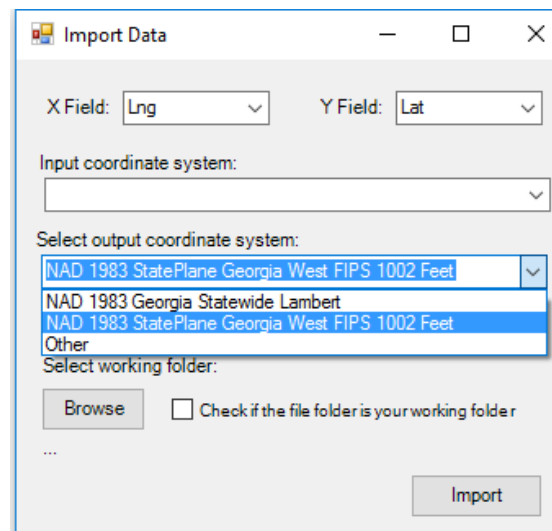 Import Data
X Field: Lng Y Field: Lat
Input coordinate system:
Select output coordinate system:
NAD 1983 StatePlane Georgia West FIPS 1002 Feet
NAD 1983 Georgia Statewide Lambert
NAD 1983 StatePlane Georgia West FIPS 1002 Feet
Other
Select working folder:
Browse Check if the file folder is your working folder
...
Import